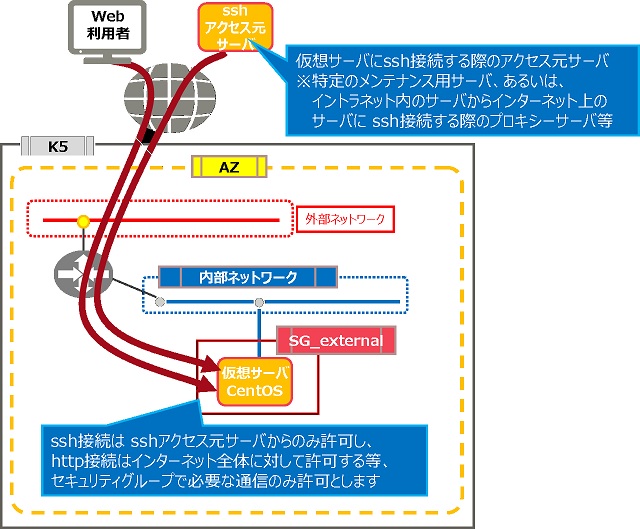 Web
利用者
ssh
アクセス元
サーバ
仮想サーバにssh接続する際のアクセス元サーバ
※特定のメンテナンス用サーバ、あるいは、
イントラネット内のサーバからインターネット上の
サーバに ssh接続する際のプロキシーサーバ等
K5
AZ
外部ネットワーク
内部ネットワーク
SG_external
仮想サーバ
CentOS
ssh接続は sshアクセス元サーバからのみ許可し、
http接続はインターネット全体に対して許可する等、
セキュリティグループで必要な通信のみ許可とします